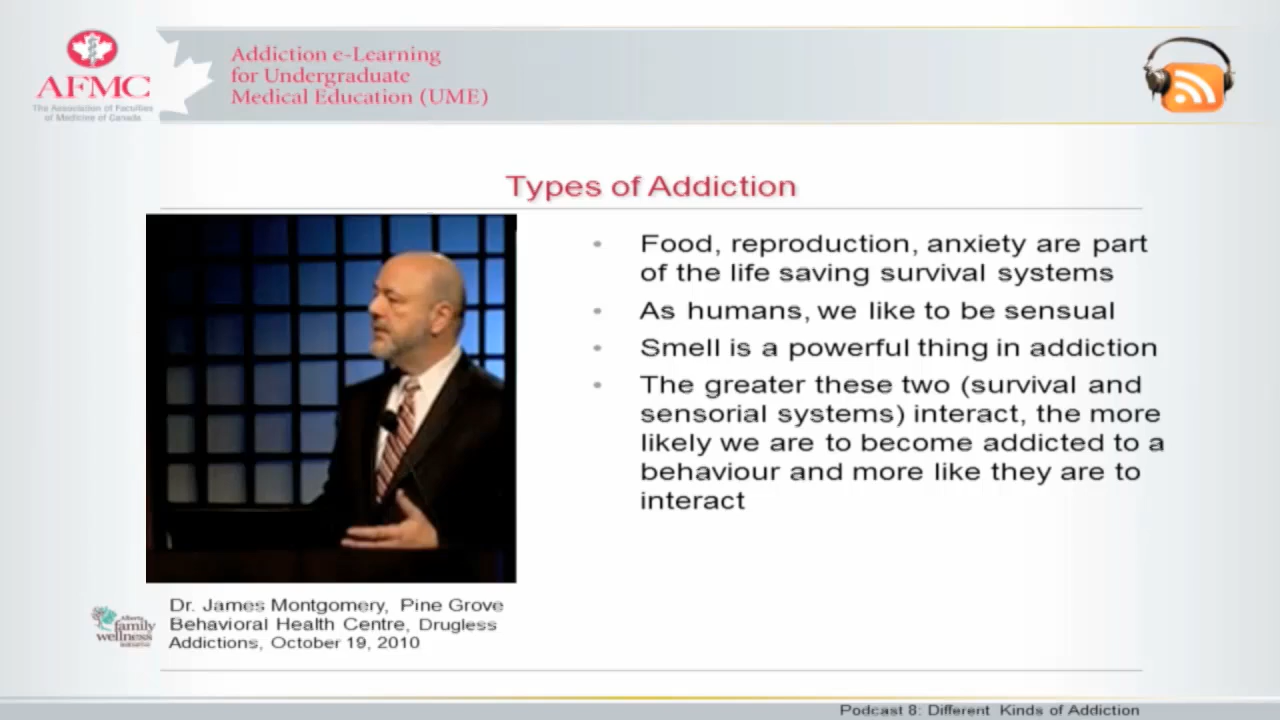 AFMC
The Association of Faculties
of Medicine of Canada
Addiction e-Learning
for Undergraduate
Medical Education (UME)
Types of Addiction
• Food, reproduction, anxiety are part
of the life saving survival systems
• As humans, we like to be sensual
• Smell is a powerful thing in addiction
• The greater these two (survival and
sensorial systems) interact, the more
likely we are to become addicted to a
behaviour and more like they are to
interact
Alberta
family
wellness
initiative
Dr. James Montgomery, Pine Grove
Behavioral Health Centre, Drugless
Addictions, October 19, 2010
Podcast 8: Different Kinds of Addiction